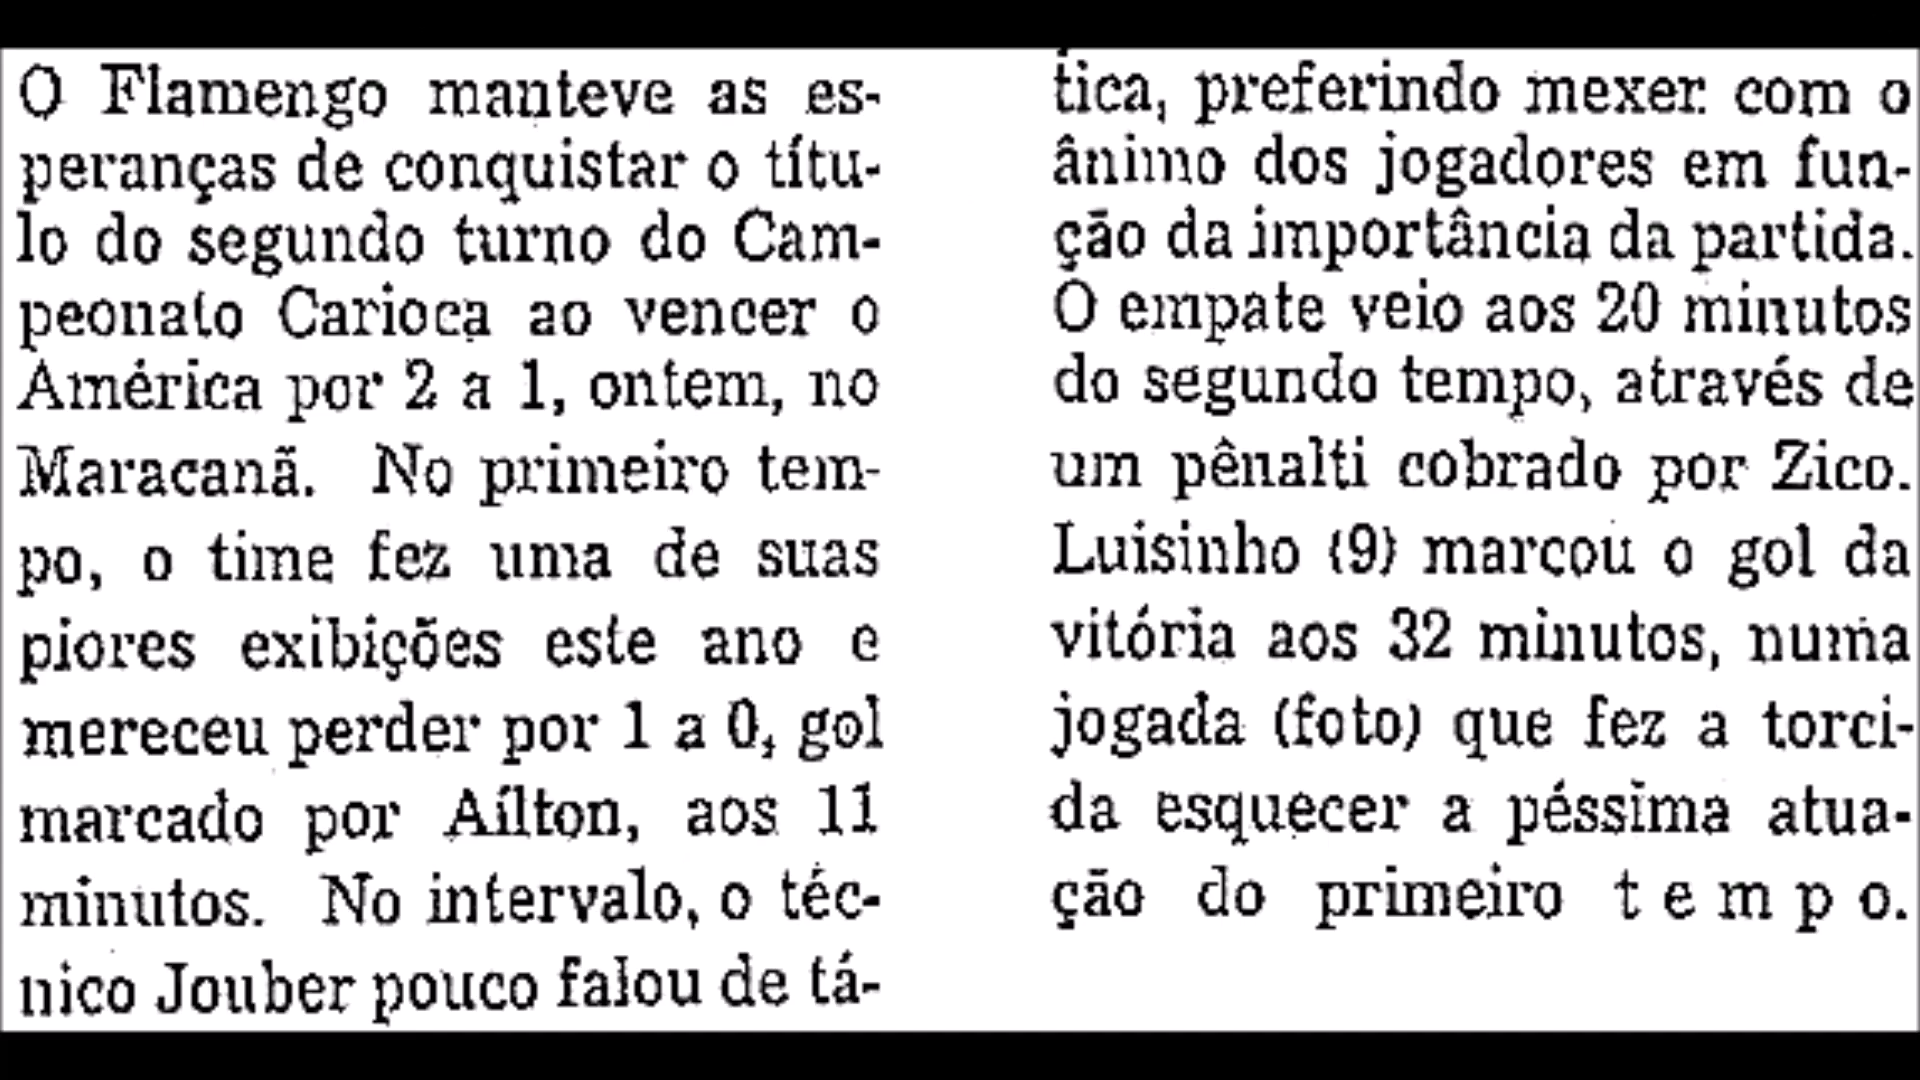 O Flamengo manteve as es-
peranças de conquistar o títu-
lo do segundo turno do Cam-
peonato Carioca ao vencer o
América por 2 a 1, ontem, no
Maracanã. No primeiro tem-
po, o time fez uma de suas
piores exibições este ano e
mereceu perder por 1 a 0, gol
marcado por Aílton, aos 11
minutos. No intervalo, o téc-
nico Jouber pouco falou de tá-
tica, preferindo mexer com o
ânimo dos jogadores em fun-
ção da importância da partida.
O empate veio aos 20 minutos
do segundo tempo, através de
um pênalti cobrado por Zico.
Luisinho (9) marcou o gol da
vitória aos 32 minutos, numa
jogada (foto) que fez a torci-
da esquecer a péssima atua-
ção do primeiro tempo.